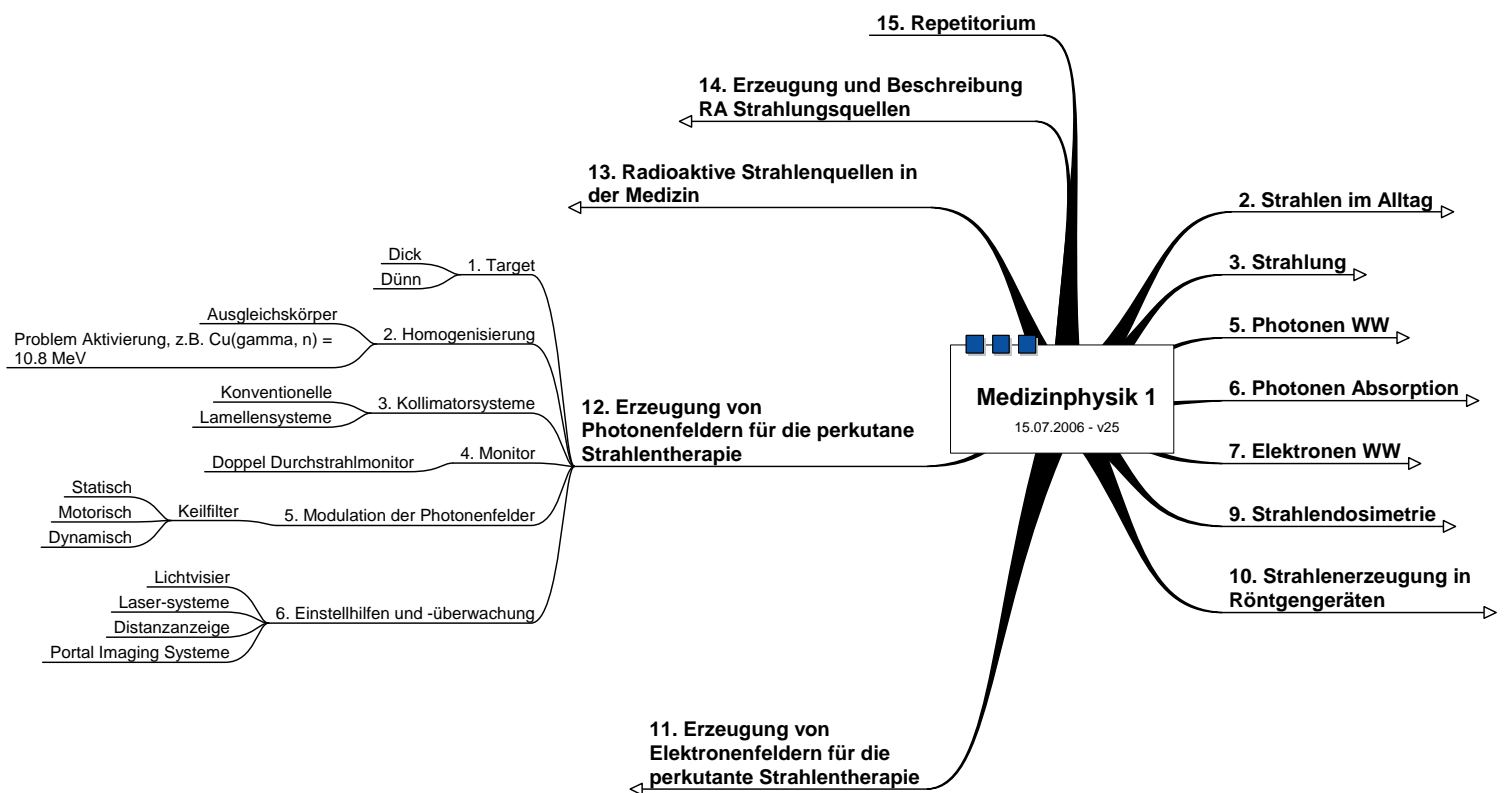 15. Repetitorium
14. Erzeugung und Beschreibung
RA Strahlungsquellen
13. Radioaktive Strahlenquellen in
der Medizin
2. Strahlen im Alltag
3. Strahlung
5. Photonen WW
6. Photonen Absorption
7. Elektronen WW
9. Strahlendosimetrie
10. Strahlenerzeugung in
Röntgengeräten
Medizinphysik 1
15.07.2006 - v25
12. Erzeugung von
Photonenfeldern für die perkutane
Strahlentherapie
1. Target
Dick
Dünn
2. Homogenisierung
Ausgleichskörper
Problem Aktivierung, z.B. Cu(gamma, n) =
10.8 MeV
3. Kollimatorsysteme
Konventionelle
Lamellensysteme
4. Monitor
Doppel Durchstrahlmonitor
5. Modulation der Photonenfelder
Keilfilter
Statisch
Motorisch
Dynamisch
6. Einstellhilfen und -überwachung
Lichtvisier
Laser-systeme
Distanzanzeige
Portal Imaging Systeme
11. Erzeugung von
Elektronenfeldern für die
perkutante Strahlentherapie